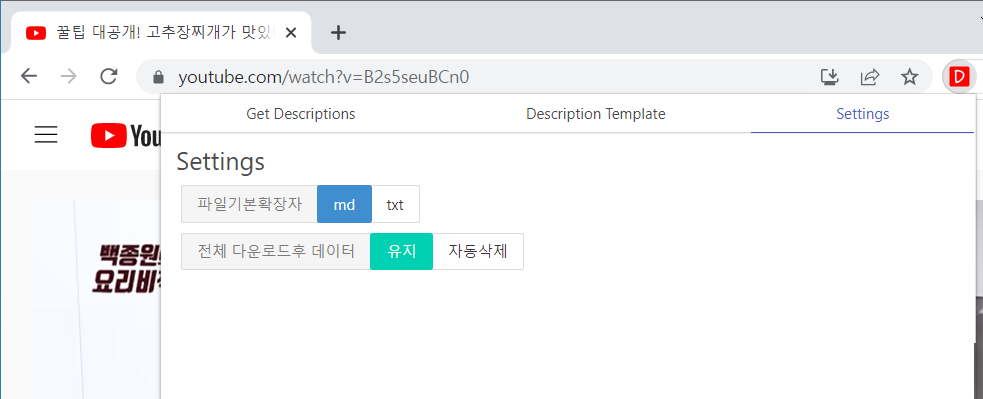 꿀팁 대공개! 고추장찌개가 맛있
youtube.com/watch?v=B2s5seuBCn0
D
Get Descriptions Description Template Settings
You
Settings
파일기본확장자 md txt
전체 다운로드후 데이터 유지 자동삭제
백종원
요리비